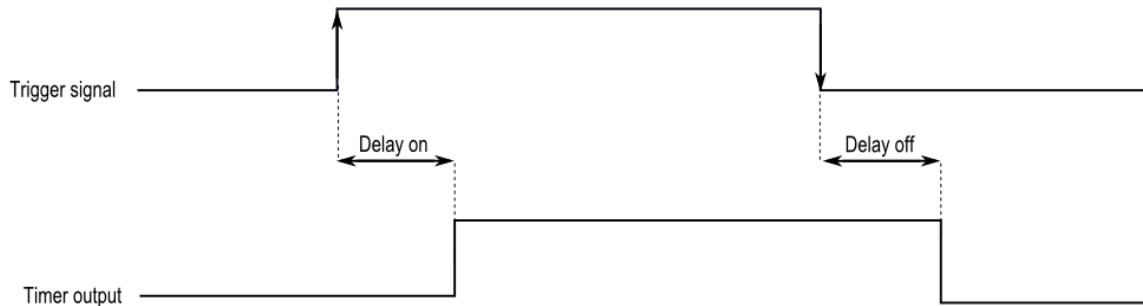 Trigger signal
Delay on
Delay off
Timer output